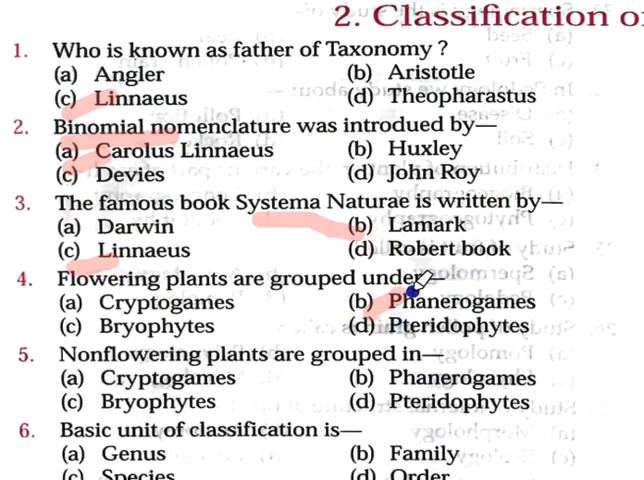 2. Classification o
1. Who is known as father of Taxonomy ?
(a) Angler (b) Aristotle
(c) Linnaeus (d) Theopharastus
2. Binomial nomenclature was introdued by—
(a) Carolus Linnaeus (b) Huxley
(c) Devies (d) John Roy
3. The famous book Systema Naturae is written by—
(a) Darwin (b) Lamark
(c) Linnaeus (d) Robert book
4. Flowering plants are grouped under—
(a) Cryptogames (b) Phanerogames
(c) Bryophytes (d) Pteridophytes
5. Nonflowering plants are grouped in—
(a) Cryptogames (b) Phanerogames
(c) Bryophytes (d) Pteridophytes
6. Basic unit of classification is—
(a) Genus (b) Family
(c) Species (d) Order